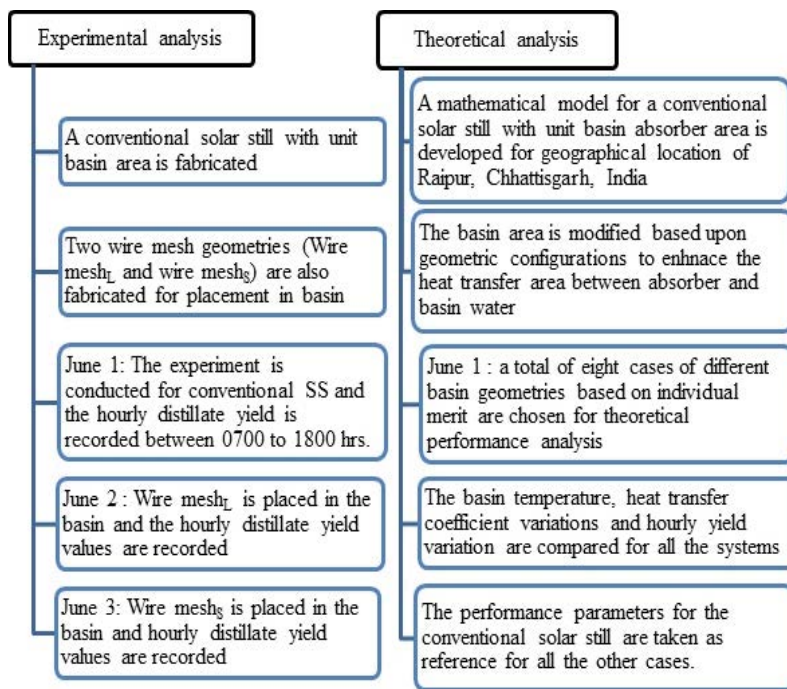 Experimental analysis
A conventional solar still with unit
basin area is fabricated
Two wire mesh geometries (Wire
meshL and wire meshS) are also
fabricated for placement in basin
June 1: The experiment is
conducted for conventional SS and
the hourly distillate yield is
recorded between 0700 to 1800 hrs.
June 2 : Wire meshL is placed in the
basin and the hourly distillate yield
values are recorded
June 3: Wire meshS is placed in the
basin and hourly distillate yield
values are recorded
Theoretical analysis
A mathematical model for a conventional
solar still with unit basin absorber area is
developed for geographical location of
Raipur, Chhattisgarh, India
The basin area is modified based upon
geometric configurations to enhnace the
heat transfer area between absorber and
basin water
June 1 : a total of eight cases of different
basin geometries based on individual
merit are chosen for theoretical
performance analysis
The basin temperature, heat transfer
coefficient variations and hourly yield
variation are compared for all the systems
The performance parameters for the
conventional solar still are taken as
reference for all the other cases.